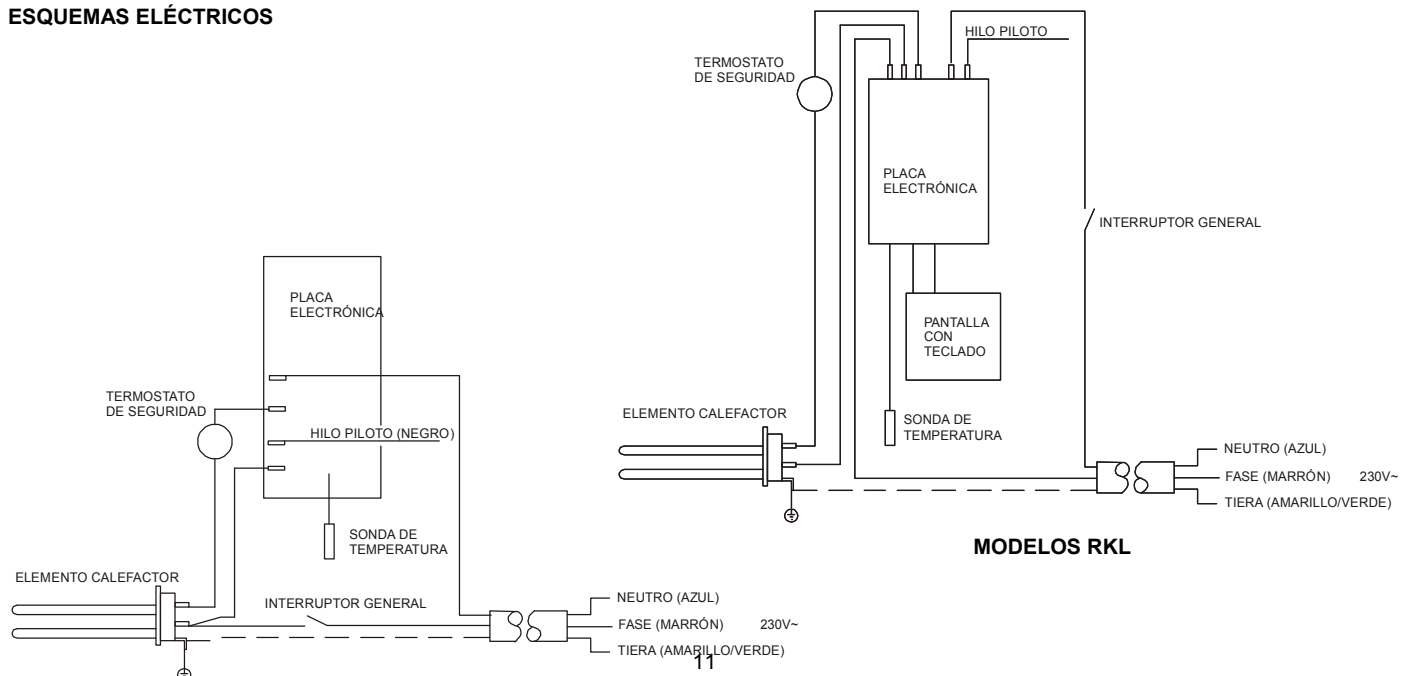 ESQUEMAS ELÉCTRICOS
HILO PILOTO
TERMOSTATO
DE SEGURIDAD
PLACA
ELECTRÓNICA
INTERRUPTOR GENERAL
PANTALLA
CON
TECLADO
ELEMENTO CALEFACTOR
SONDA DE
TEMPERATURA
NEUTRO (AZUL)
FASE (MARRÓN) 230V~
TIERA (AMARILLO/VERDE)
MODELOS RKL
PLACA
ELECTRÓNICA
TERMOSTATO
DE SEGURIDAD
HILO PILOTO (NEGRO)
SONDA DE
TEMPERATURA
ELEMENTO CALEFACTOR
INTERRUPTOR GENERAL
NEUTRO (AZUL)
FASE (MARRÓN) 230V~
TIERA (AMARILLO/VERDE)
11